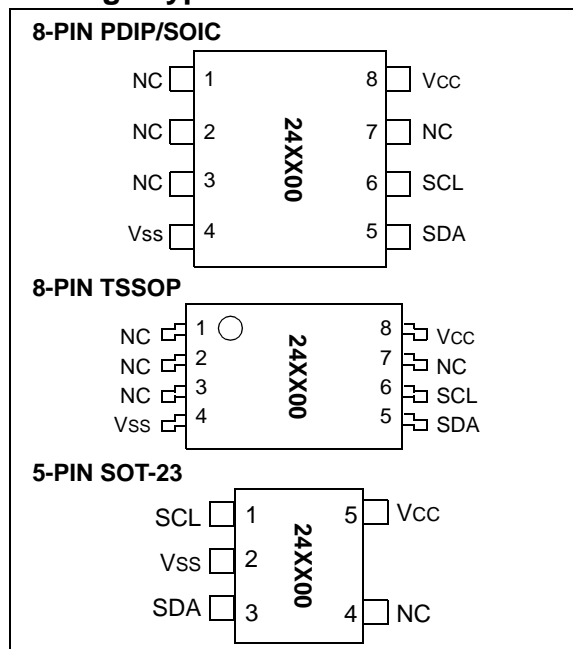 8-PIN PDIP/SOIC
NC 1 8 Vcc
NC 2 7 NC
NC 3 6 SCL
Vss 4 5 SDA
24XX00
8-PIN TSSOP
NC 1 8 Vcc
NC 2 7 NC
NC 3 6 SCL
Vss 4 5 SDA
24XX00
5-PIN SOT-23
SCL 1 5 Vcc
Vss 2
SDA 3 4 NC
24XX00